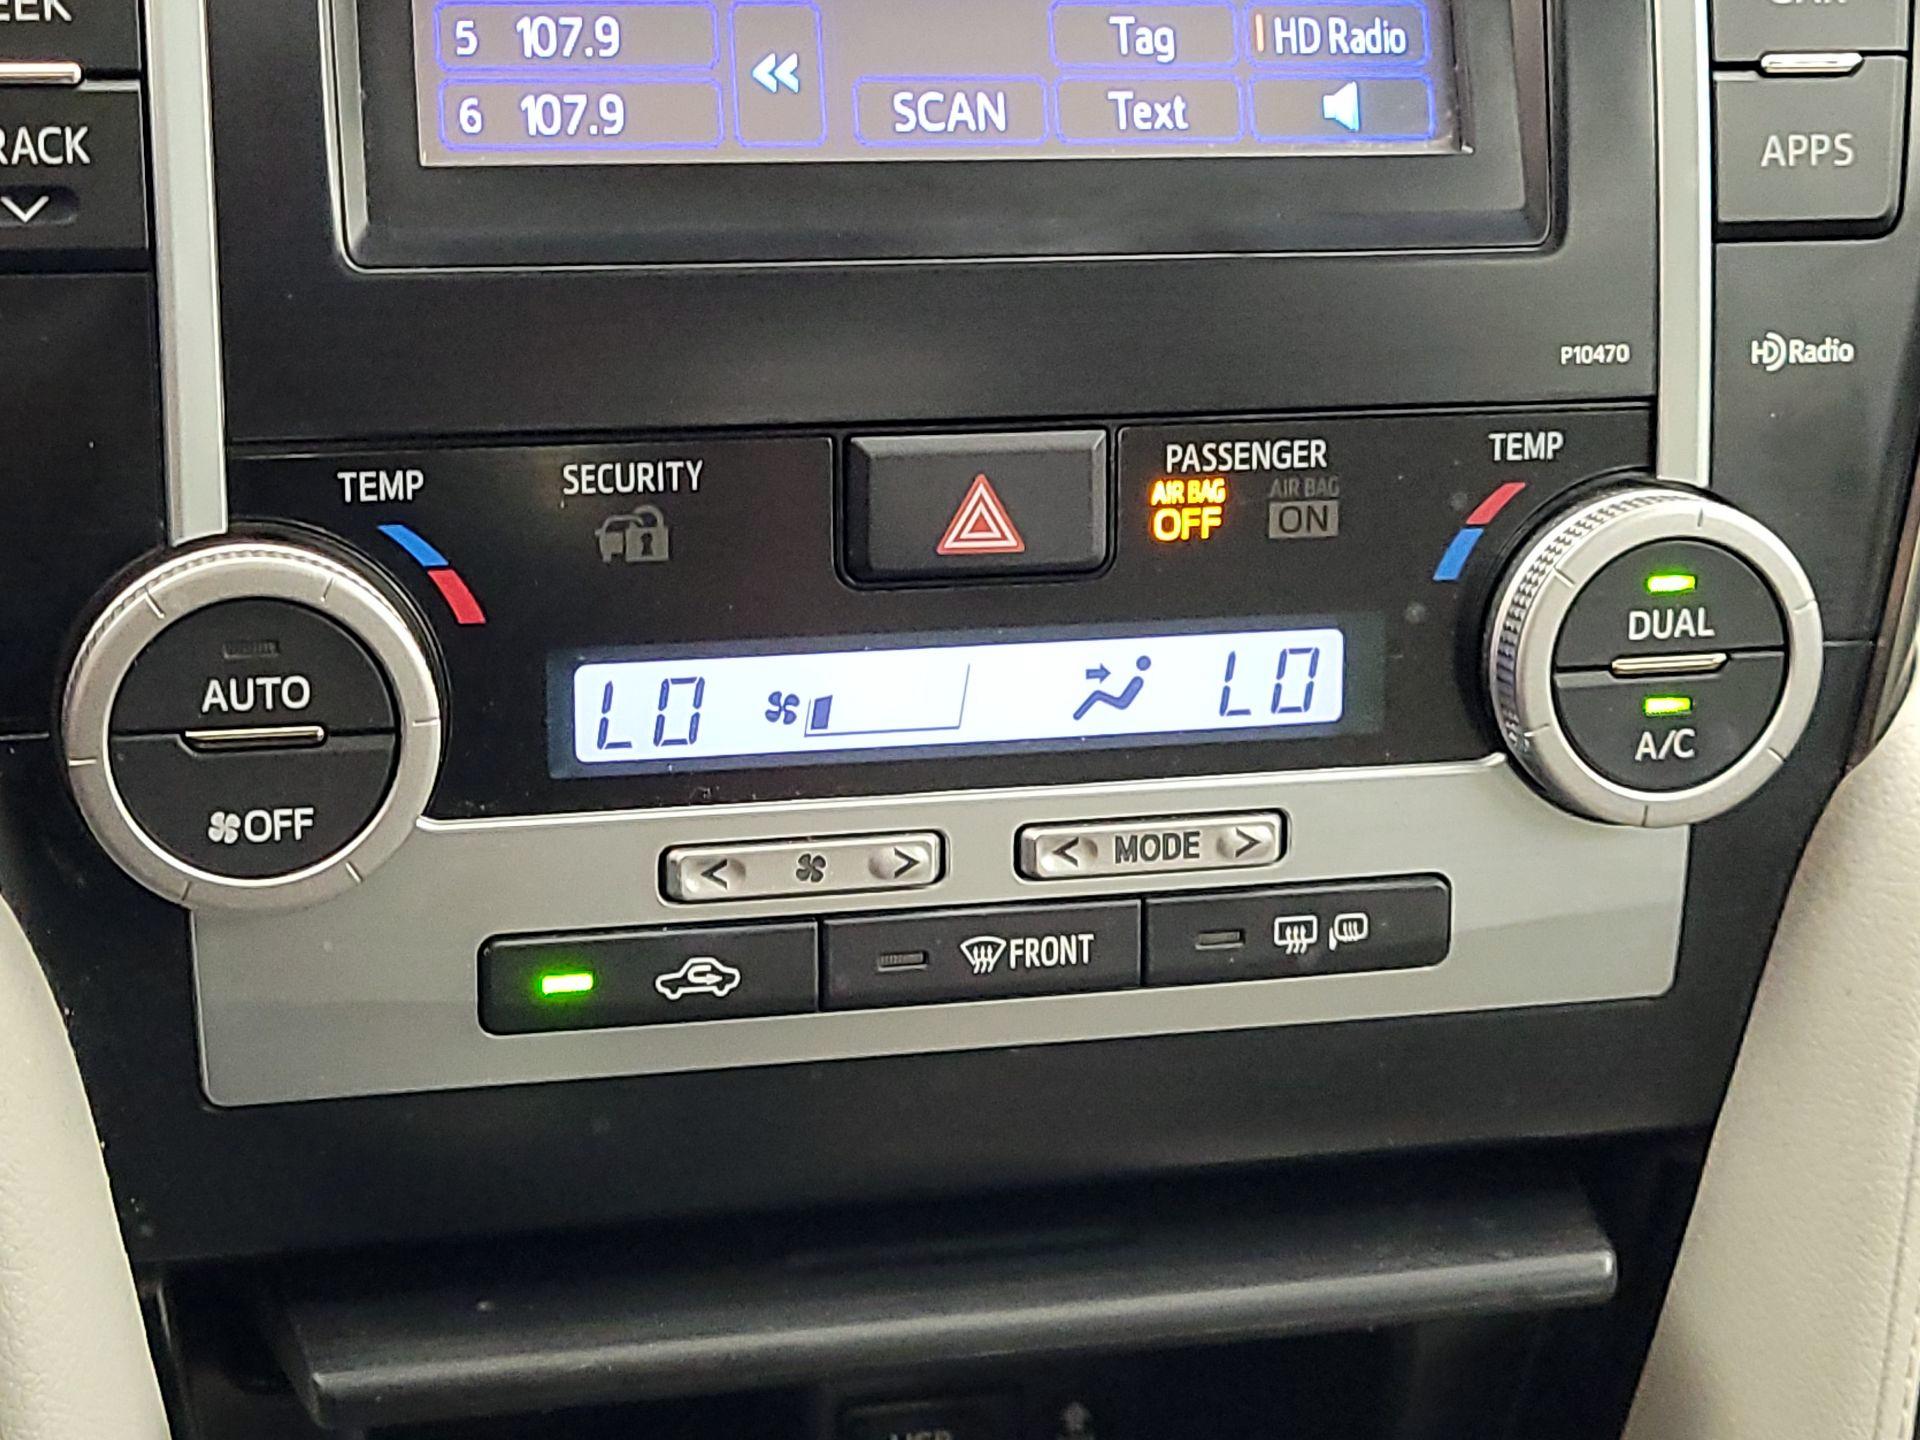 5 107.9
Tag
HD Radio
6 107.9
SCAN
Text
APPS
P10470
HD Radio
TEMP
SECURITY
PASSENGER
AIR BAG
OFF
AIR BAG
ON
TEMP
AUTO
OFF
LO
LO
DUAL
A/C
MODE
FRONT